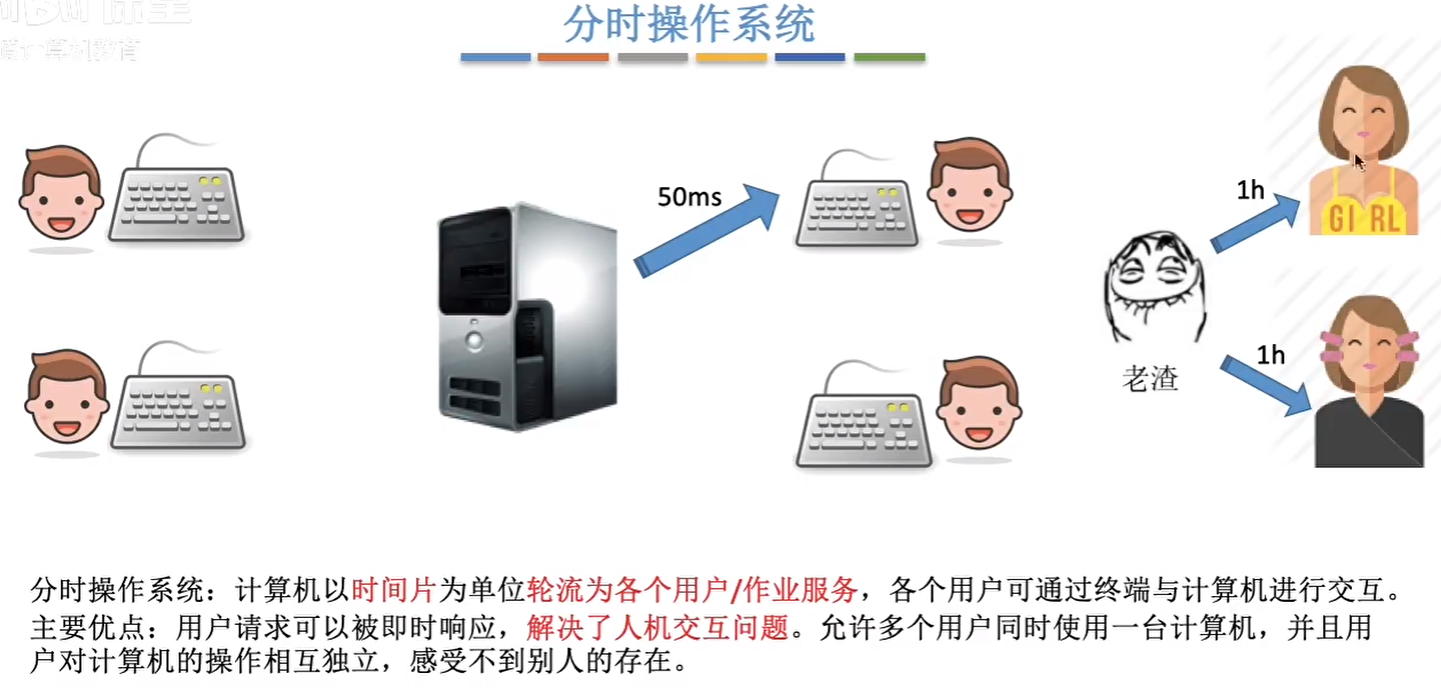 分时操作系统
50ms
1h
GIRL
1h
老渣
分时操作系统：计算机以时间片为单位轮流为各个用户/作业服务，各个用户可通过终端与计算机进行交互。
主要优点：用户请求可以被即时响应，解决了人机交互问题。允许多个用户同时使用一台计算机，并且用
户对计算机的操作相互独立，感受不到别人的存在。